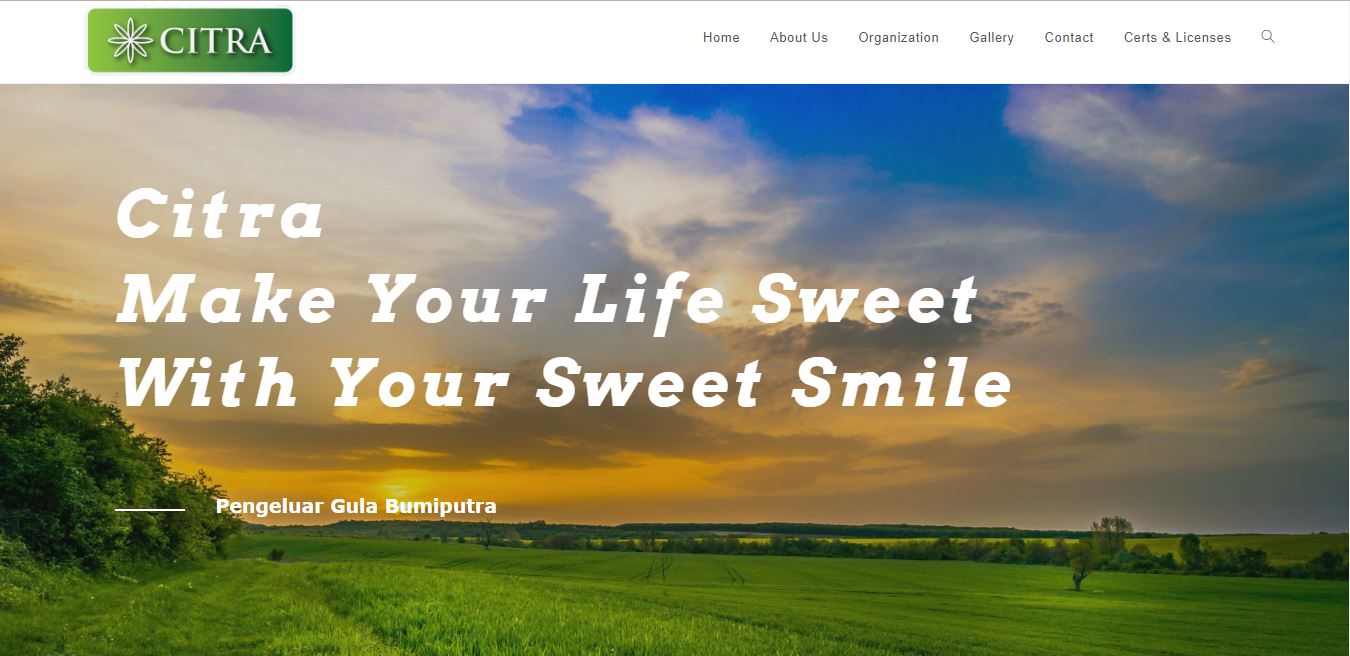 CITRA
Home About Us Organization Gallery Contact Certs & Licenses
Citra
Make Your Life Sweet
With Your Sweet Smile
Pengeluar Gula Bumiputra